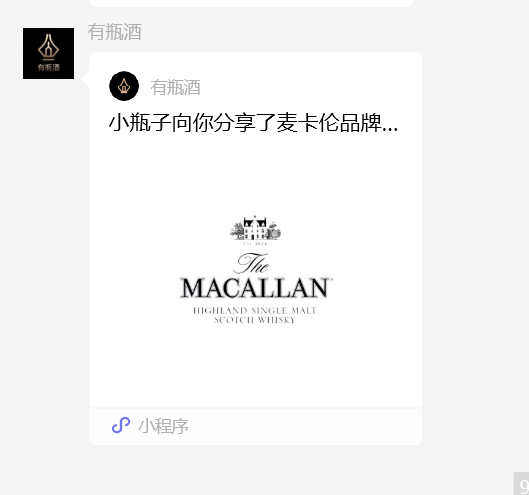 有瓶酒
有瓶酒
有瓶酒
小瓶子向你分享了麦卡伦品牌...
EST. 1824
The
MACALLAN
HIGHLAND SINGLE MALT
SCOTCH WHISKY
小程序
9